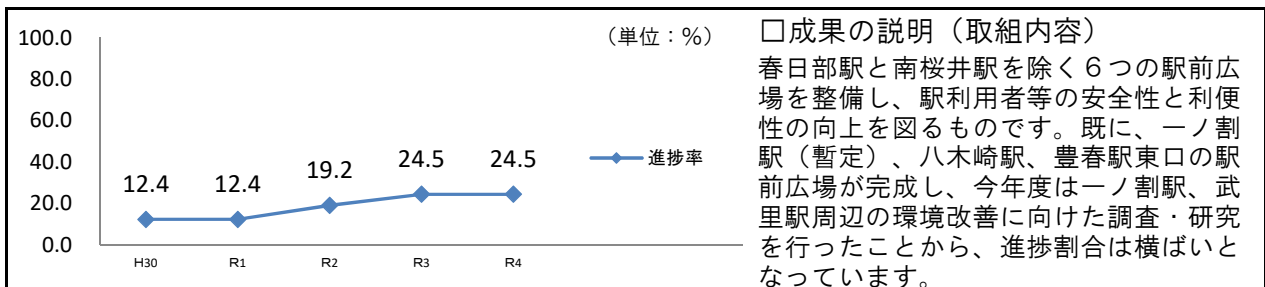 (単位：%)
100.0
80.0
60.0
40.0
20.0
0.0
12.4
12.4
19.2
24.5
24.5
進捗率
H30
R1
R2
R3
R4
□成果の説明（取組内容）
春日部駅と南桜井駅を除く６つの駅前広
場を整備し、駅利用者等の安全性と利便
性の向上を図るものです。既に、一ノ割
駅（暫定）、八木崎駅、豊春駅東口の駅
前広場が完成し、今年度は一ノ割駅、武
里駅周辺の環境改善に向けた調査・研究
を行ったことから、進捗割合は横ばいと
なっています。